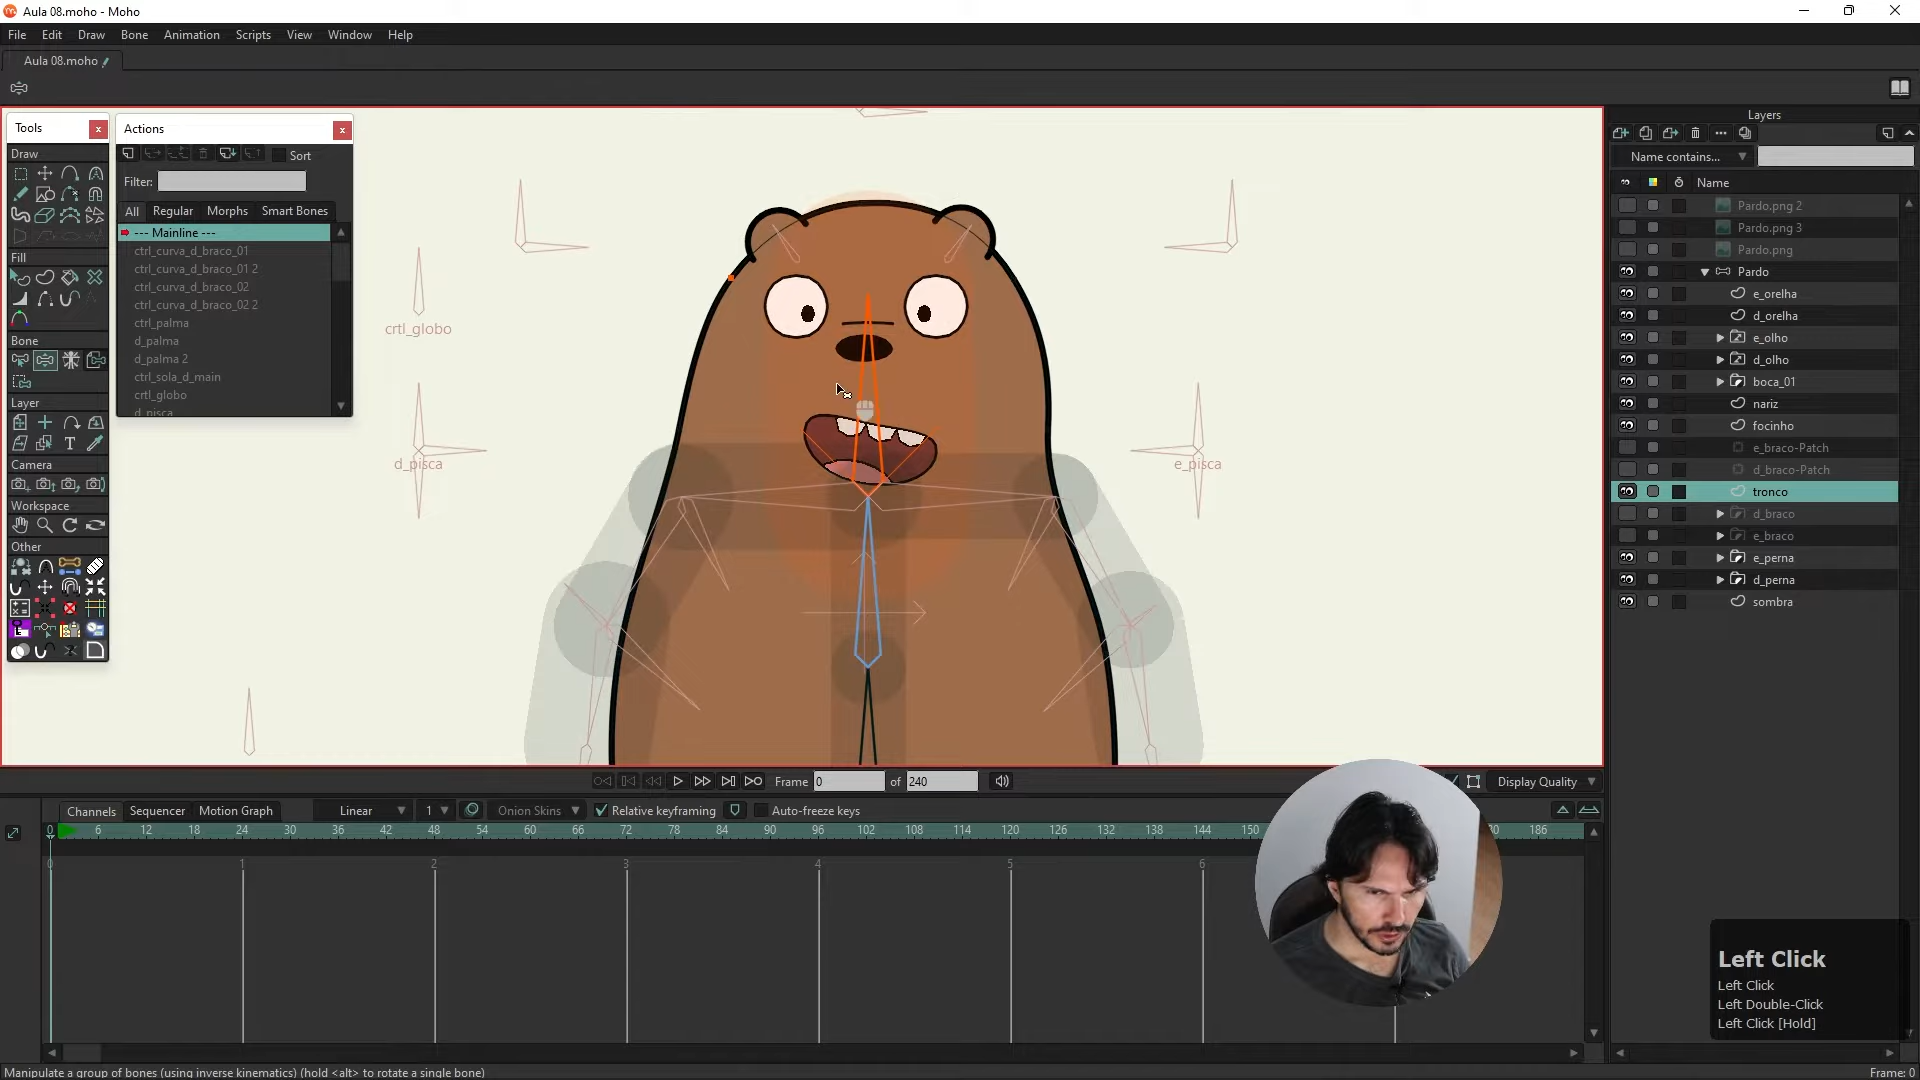 Aula 08.moho - Moho
File Edit Draw Bone Animation Scripts View Window Help
Aula 08.moho
Tools
Draw
Fill
Bone
Layer
Camera
Workspace
Other
Actions
Sort
Filter:
All Regular Morphs Smart Bones
--- Mainline ---
ctrl_curva_d_braco_01
ctrl_curva_d_braco_01 2
ctrl_curva_d_braco_02
ctrl_curva_d_braco_02 2
ctrl_palma
d_palma
d_palma 2
ctrl_sola_d_main
crtl_globo
d_pisca
crtl_globo
d_pisca
e_pisca
Layers
Name contains...
Name
Pardo.png 2
Pardo.png 3
Pardo.png
Pardo
e_orelha
d_orelha
e_olho
d_olho
boca_01
nariz
focinho
e_braco-Patch
d_braco-Patch
tronco
d_braco
e_braco
e_perna
d_perna
sombra
Frame 0 of 240
Display Quality
Channels Sequencer Motion Graph Linear 1 Onion Skins Relative keyframing Auto-freeze keys
0 6 12 18 24 30 36 42 48 54 60 66 72 78 84 90 96 102 108 114 120 126 132 138 144 150 186
0 1 2 3 4 5 6
Left Click
Left Click
Left Double-Click
Left Click [Hold]
Manipulate a group of bones (using inverse kinematics) (hold <alt> to rotate a single bone)
Frame: 0